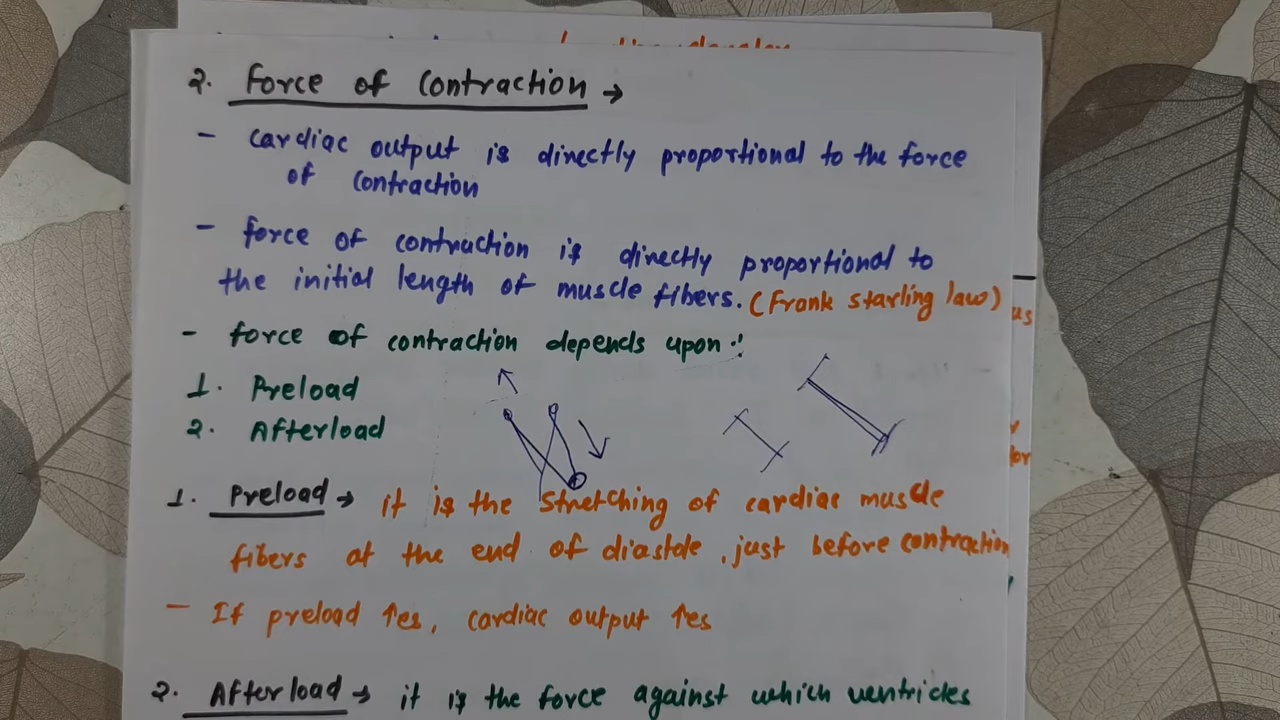 2. Force of Contraction →
- cardiac output is directly proportional to the force
of contraction
- force of contraction is directly proportional to
the initial length of muscle fibers. (Frank starling law)
- force of contraction depends upon :
1. Preload
2. Afterload
1. Preload → it is the stretching of cardiac muscle
fibers at the end of diastole, just before contraction
- If preload ↑es, cardiac output ↑es
2. Afterload → it is the force against which ventricles